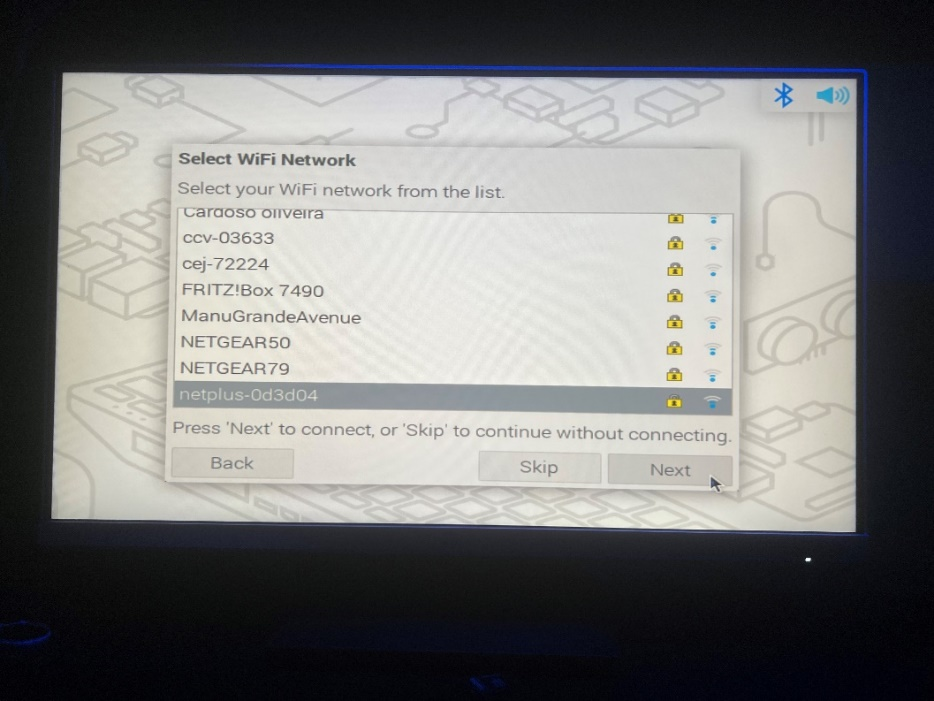 Select WiFi Network
Select your WiFi network from the list.
Cardoso oliveira
ccv-03633
cej-72224
FRITZ!Box 7490
ManuGrandeAvenue
NETGEAR50
NETGEAR79
netplus-0d3d04
Press 'Next' to connect, or 'Skip' to continue without connecting.
Back Skip Next